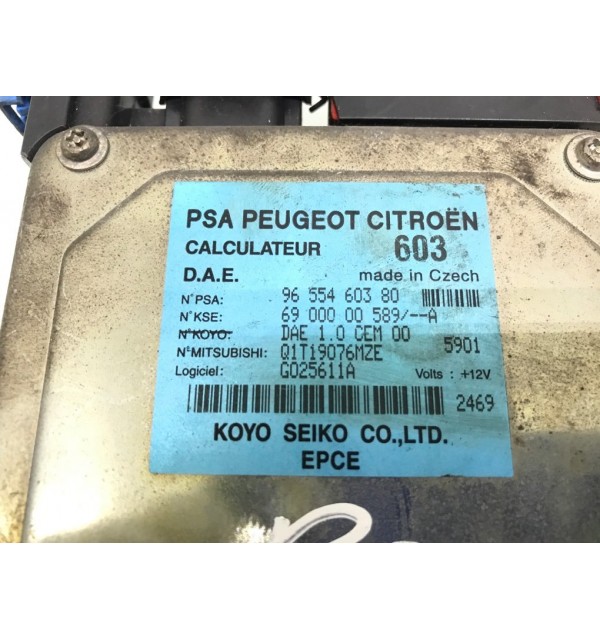 PSA PEUGEOT CITROËN
CALCULATEUR 603
D.A.E. made in Czech
N°PSA: 96 554 603 80
N°KSE: 69 000 00 589/--A
N°KOYO: DAE 1.0 CEM 00
N°MITSUBISHI: Q1T19076MZE 5901
Logiciel: G025611A Volts : +12V
2469
KOYO SEIKO CO.,LTD.
EPCE